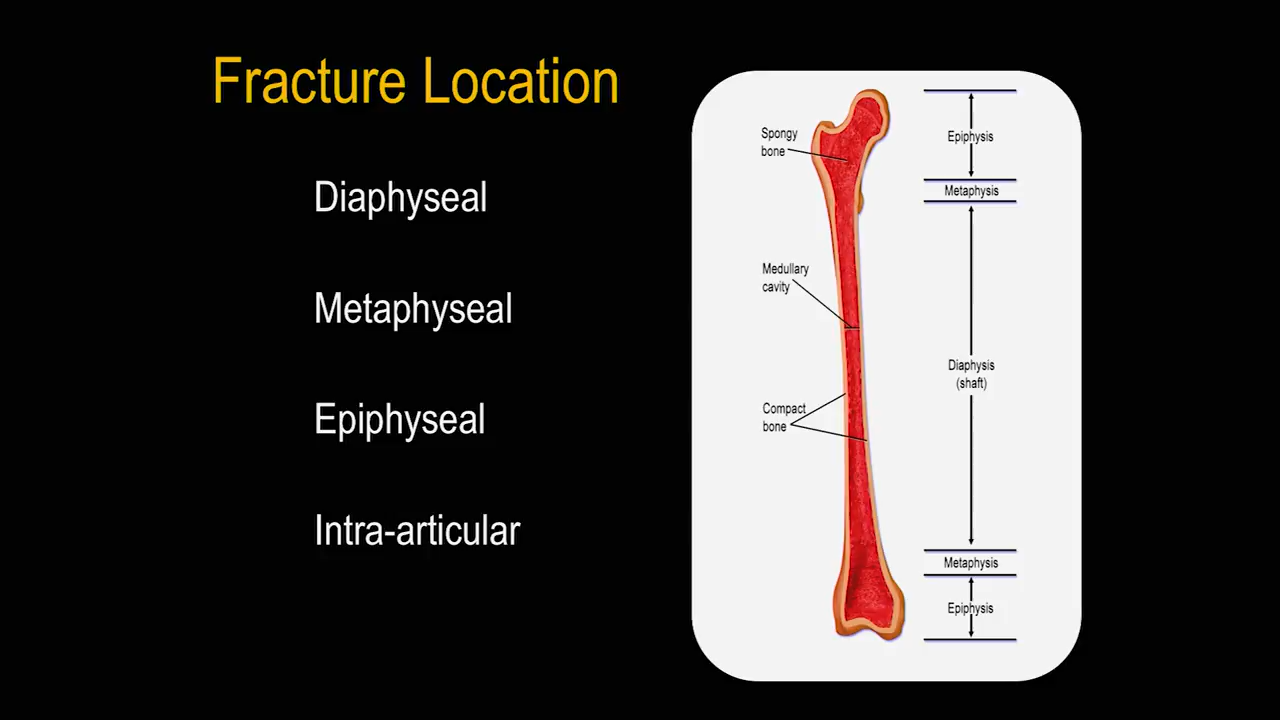 Fracture Location
Diaphyseal
Metaphyseal
Epiphyseal
Intra-articular
Spongy
bone
Medullary
cavity
Compact
bone
Epiphysis
Metaphysis
Diaphysis
(shaft)
Metaphysis
Epiphysis